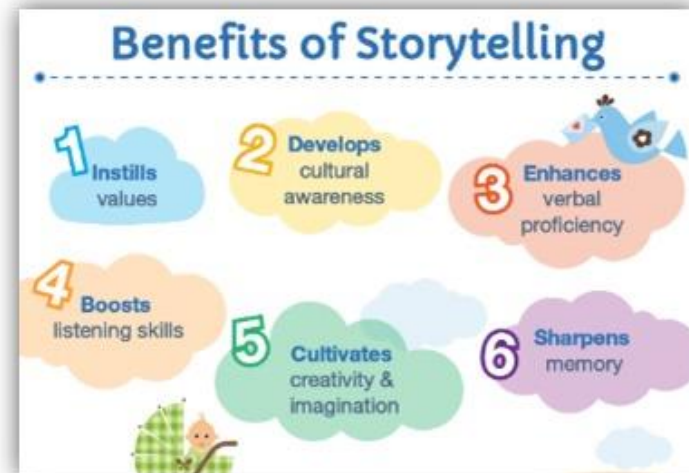 Benefits of Storytelling
1
Instills
values
2
Develops
cultural
awareness
3
Enhances
verbal
proficiency
4
Boosts
listening skills
5
Cultivates
creativity &
imagination
6
Sharpens
memory